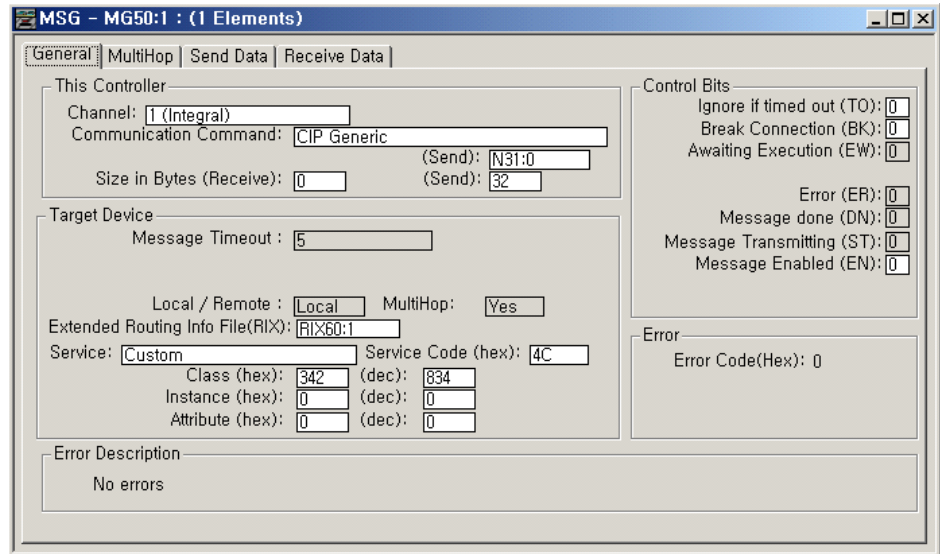 MSG - MG50:1 : (1 Elements)
General MultiHop Send Data Receive Data
This Controller
Channel: 1 (Integral)
Communication Command: CIP Generic
(Send): N31:0
Size in Bytes (Receive): 0 (Send): 32
Target Device
Message Timeout : 5
Local / Remote : Local MultiHop: Yes
Extended Routing Info File(RIX): RIX60:1
Service: Custom Service Code (hex): 4C
Class (hex): 342 (dec): 834
Instance (hex): 0 (dec): 0
Attribute (hex): 0 (dec): 0
Control Bits
Ignore if timed out (TO): 0
Break Connection (BK): 0
Awaiting Execution (EW): 0
Error (ER): 0
Message done (DN): 0
Message Transmitting (ST): 0
Message Enabled (EN): 0
Error
Error Code(Hex): 0
Error Description
No errors